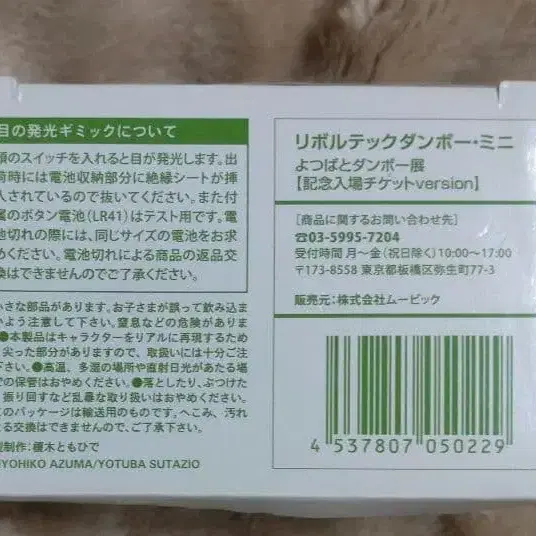 目の発光ギミックについて
頭のスイッチを入れると目が発光します。出
荷時には電池収納部分に絶縁シートが挿
入されているので抜いてください。また付
属のボタン電池(LR41)はテスト用です。電
池切れの際には、同じサイズの電池をお求
めください。電池切れによる商品の返品交
換はできませんのでご了承ください。
小さな部品があります。お子さまが誤って飲み込ま
いよう注意して下さい。窒息などの危険がありま
●本製品はキャラクターをリアルに再現するため
尖った部分がありますので、取扱いには十分ご注
下さい。●高温、多湿の場所や直射日光があたる場
での保管はおやめください。●落としたり、ぶつけた
振り回すなど乱暴な取り扱いはおやめください。
このパッケージは輸送用のものです。へこみ、汚れ
よる交換はできませんので、ご了承下さい。
制作:榎木ともひで
KIYOHIKO AZUMA/YOTUBA SUTAZIO
リボルテックダンボー・ミニ
よつばとダンボー展
【記念入場チケットversion】
[商品に関するお問い合わせ先]
☎03-5995-7204
受付時間 月〜金(祝日除く)10:00〜17:00
〒173-8558 東京都板橋区弥生町77-3
販売元:株式会社ムービック
4 537807 050229